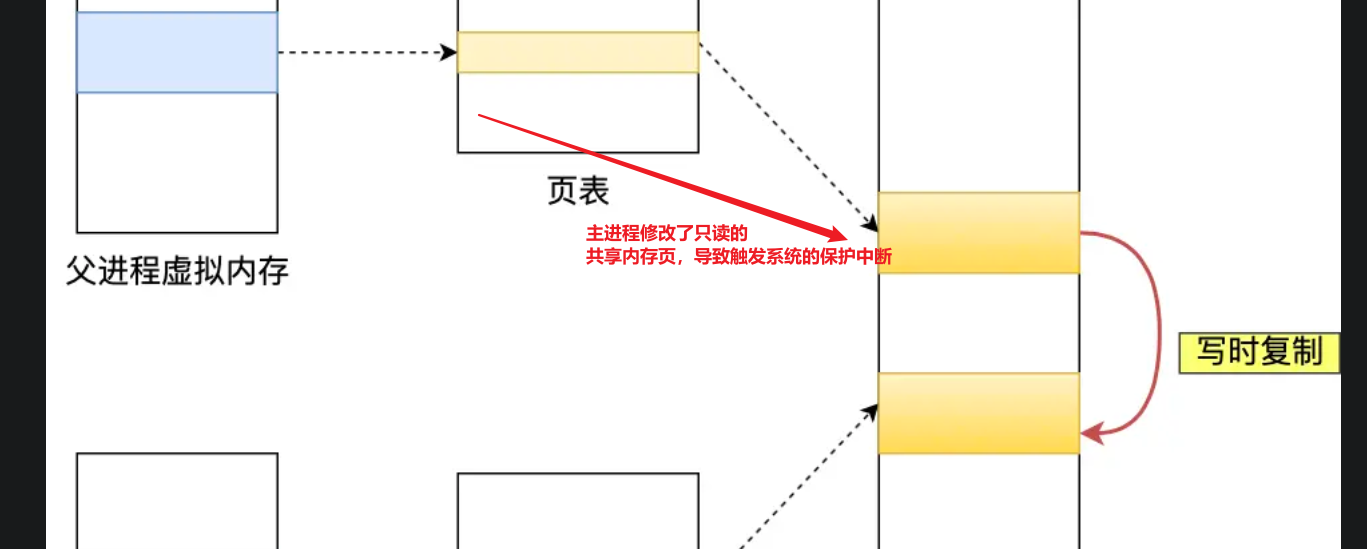 页表
主进程修改了只读的
共享内存页，导致触发系统的保护中断
父进程虚拟内存
写时复制